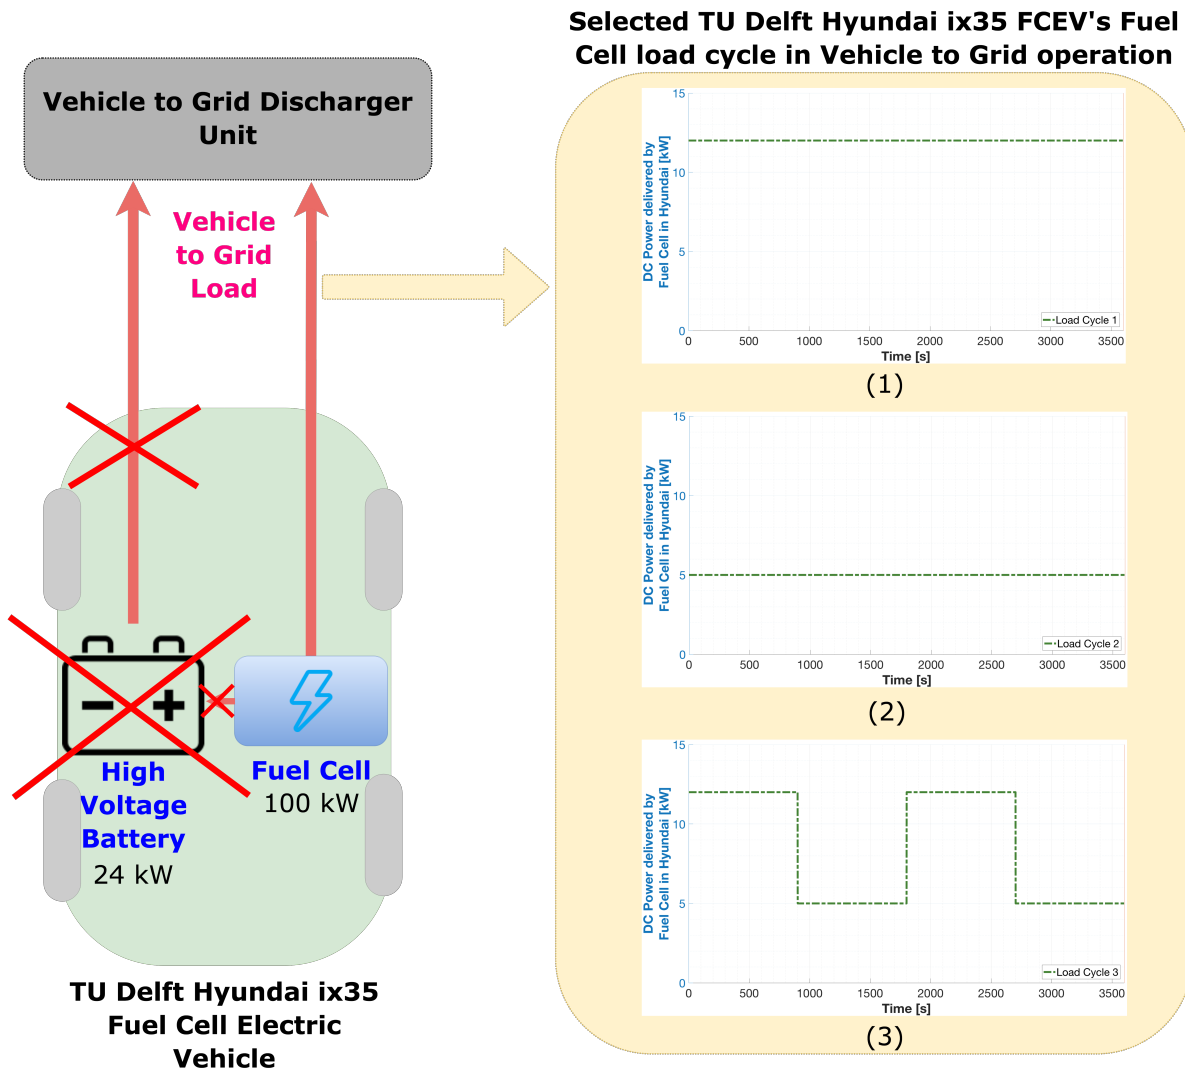 Selected TU Delft Hyundai ix35 FCEV's Fuel
Cell load cycle in Vehicle to Grid operation
Vehicle to Grid Discharger
Unit
Vehicle
to Grid
Load
High
Voltage
Battery
24 kW
Fuel Cell
100 kW
TU Delft Hyundai ix35
Fuel Cell Electric
Vehicle
DC Power delivered by
Fuel Cell in Hyundai [kW]
15
10
5
0
Load Cycle 1
0 500 1000 1500 2000 2500 3000 3500
Time [s]
(1)
DC Power delivered by
Fuel Cell in Hyundai [kW]
15
10
5
0
Load Cycle 2
0 500 1000 1500 2000 2500 3000 3500
Time [s]
(2)
DC Power delivered by
Fuel Cell in Hyundai [kW]
15
10
5
0
Load Cycle 3
0 500 1000 1500 2000 2500 3000 3500
Time [s]
(3)